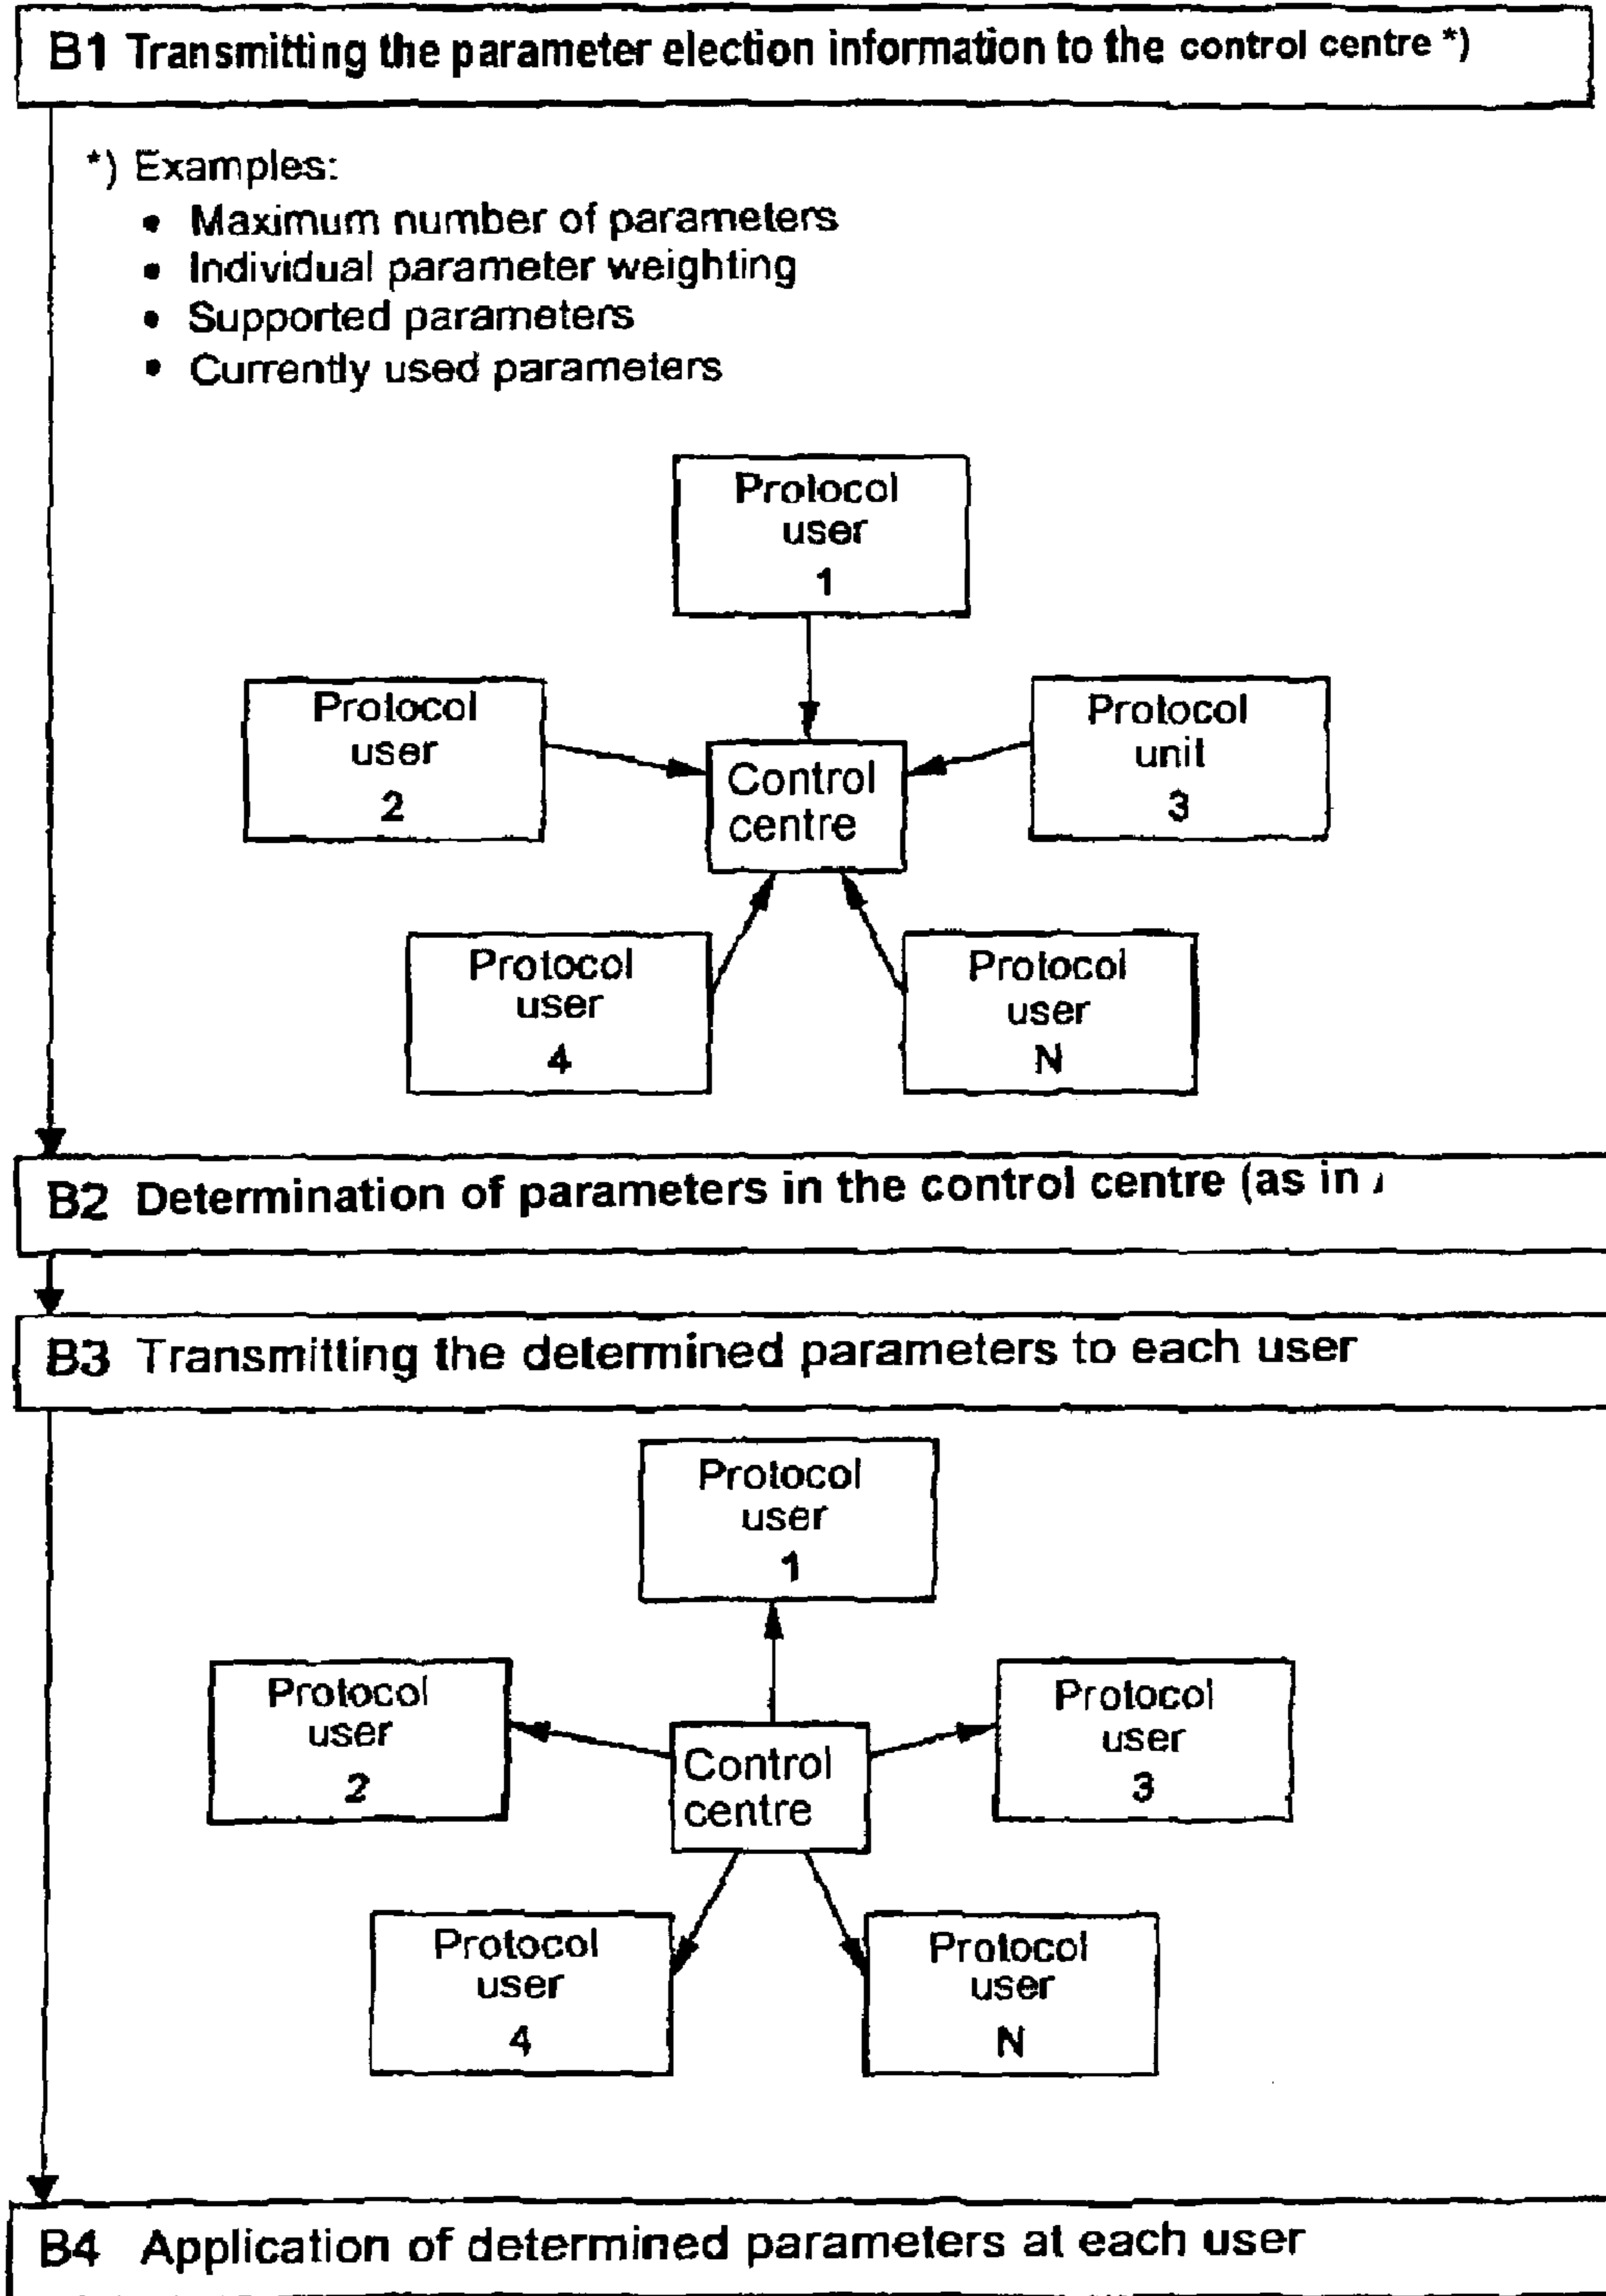 B1 Transmitting the parameter election information to the control centre *)
*) Examples:
• Maximum number of parameters
• Individual parameter weighting
• Supported parameters
• Currently used parameters
Protocol
user
1
Protocol
user
2
Protocol
unit
3
Control
centre
Protocol
user
4
Protocol
user
N
B2 Determination of parameters in the control centre (as in
B3 Transmitting the determined parameters to each user
Protocol
user
1
Protocol
user
2
Protocol
user
3
Control
centre
Protocol
user
4
Protocol
user
N
B4 Application of determined parameters at each user